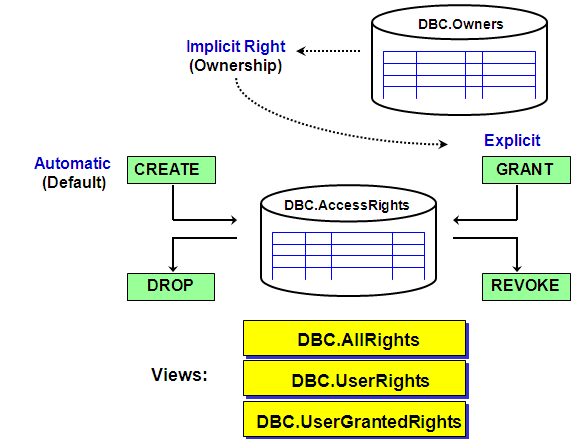 DBC.Owners
Implicit Right
(Ownership)
Explicit
Automatic
(Default)
CREATE
GRANT
DBC.AccessRights
DROP
REVOKE
Views:
DBC.AllRights
DBC.UserRights
DBC.UserGrantedRights